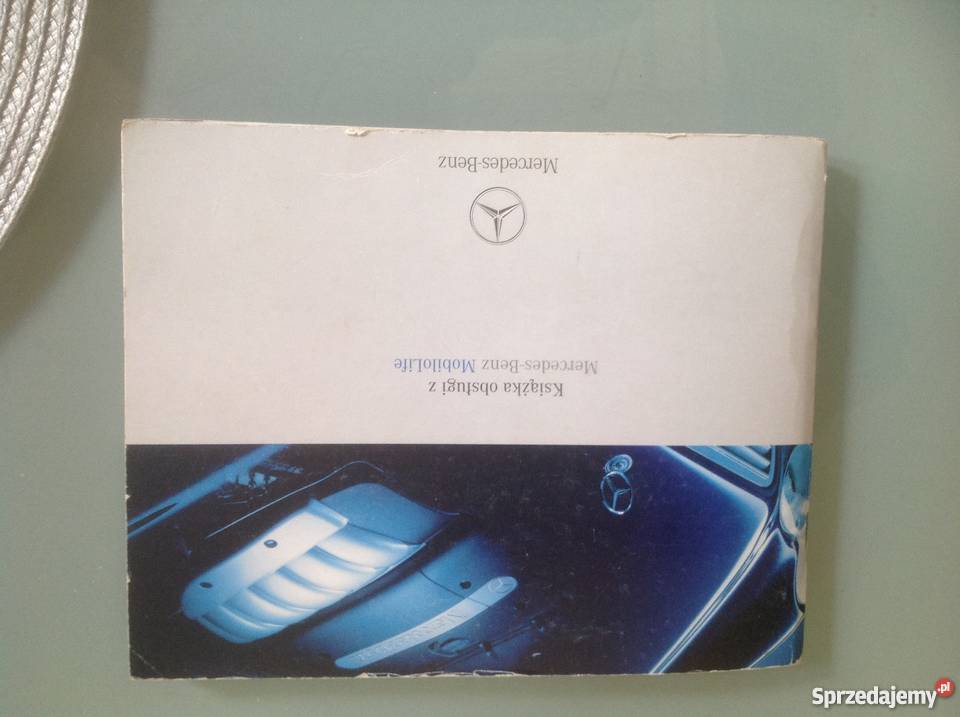 Książka obsługi z
Mercedes-Benz MobiloLife
Mercedes-Benz
Sprzedajemy.pl